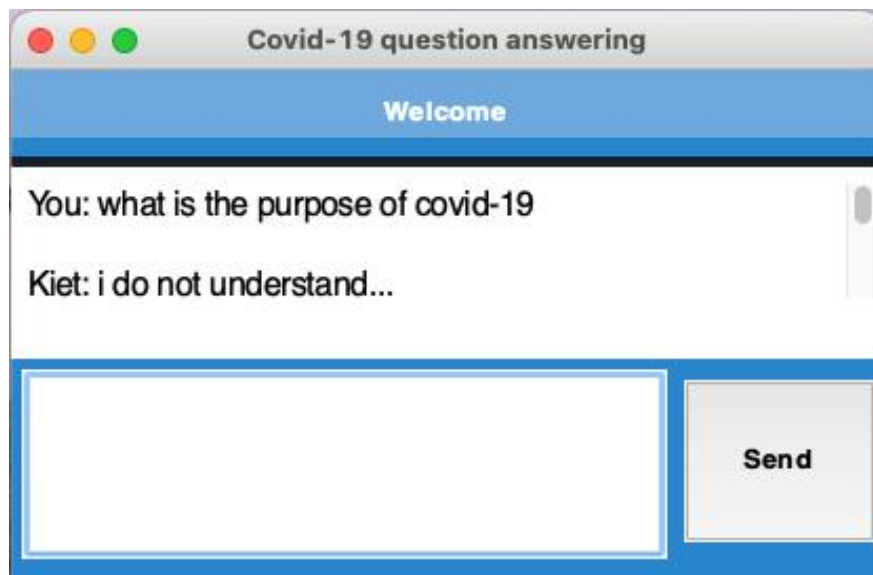 Covid-19 question answering
Welcome
You: what is the purpose of covid-19
Kiet: i do not understand...
Send